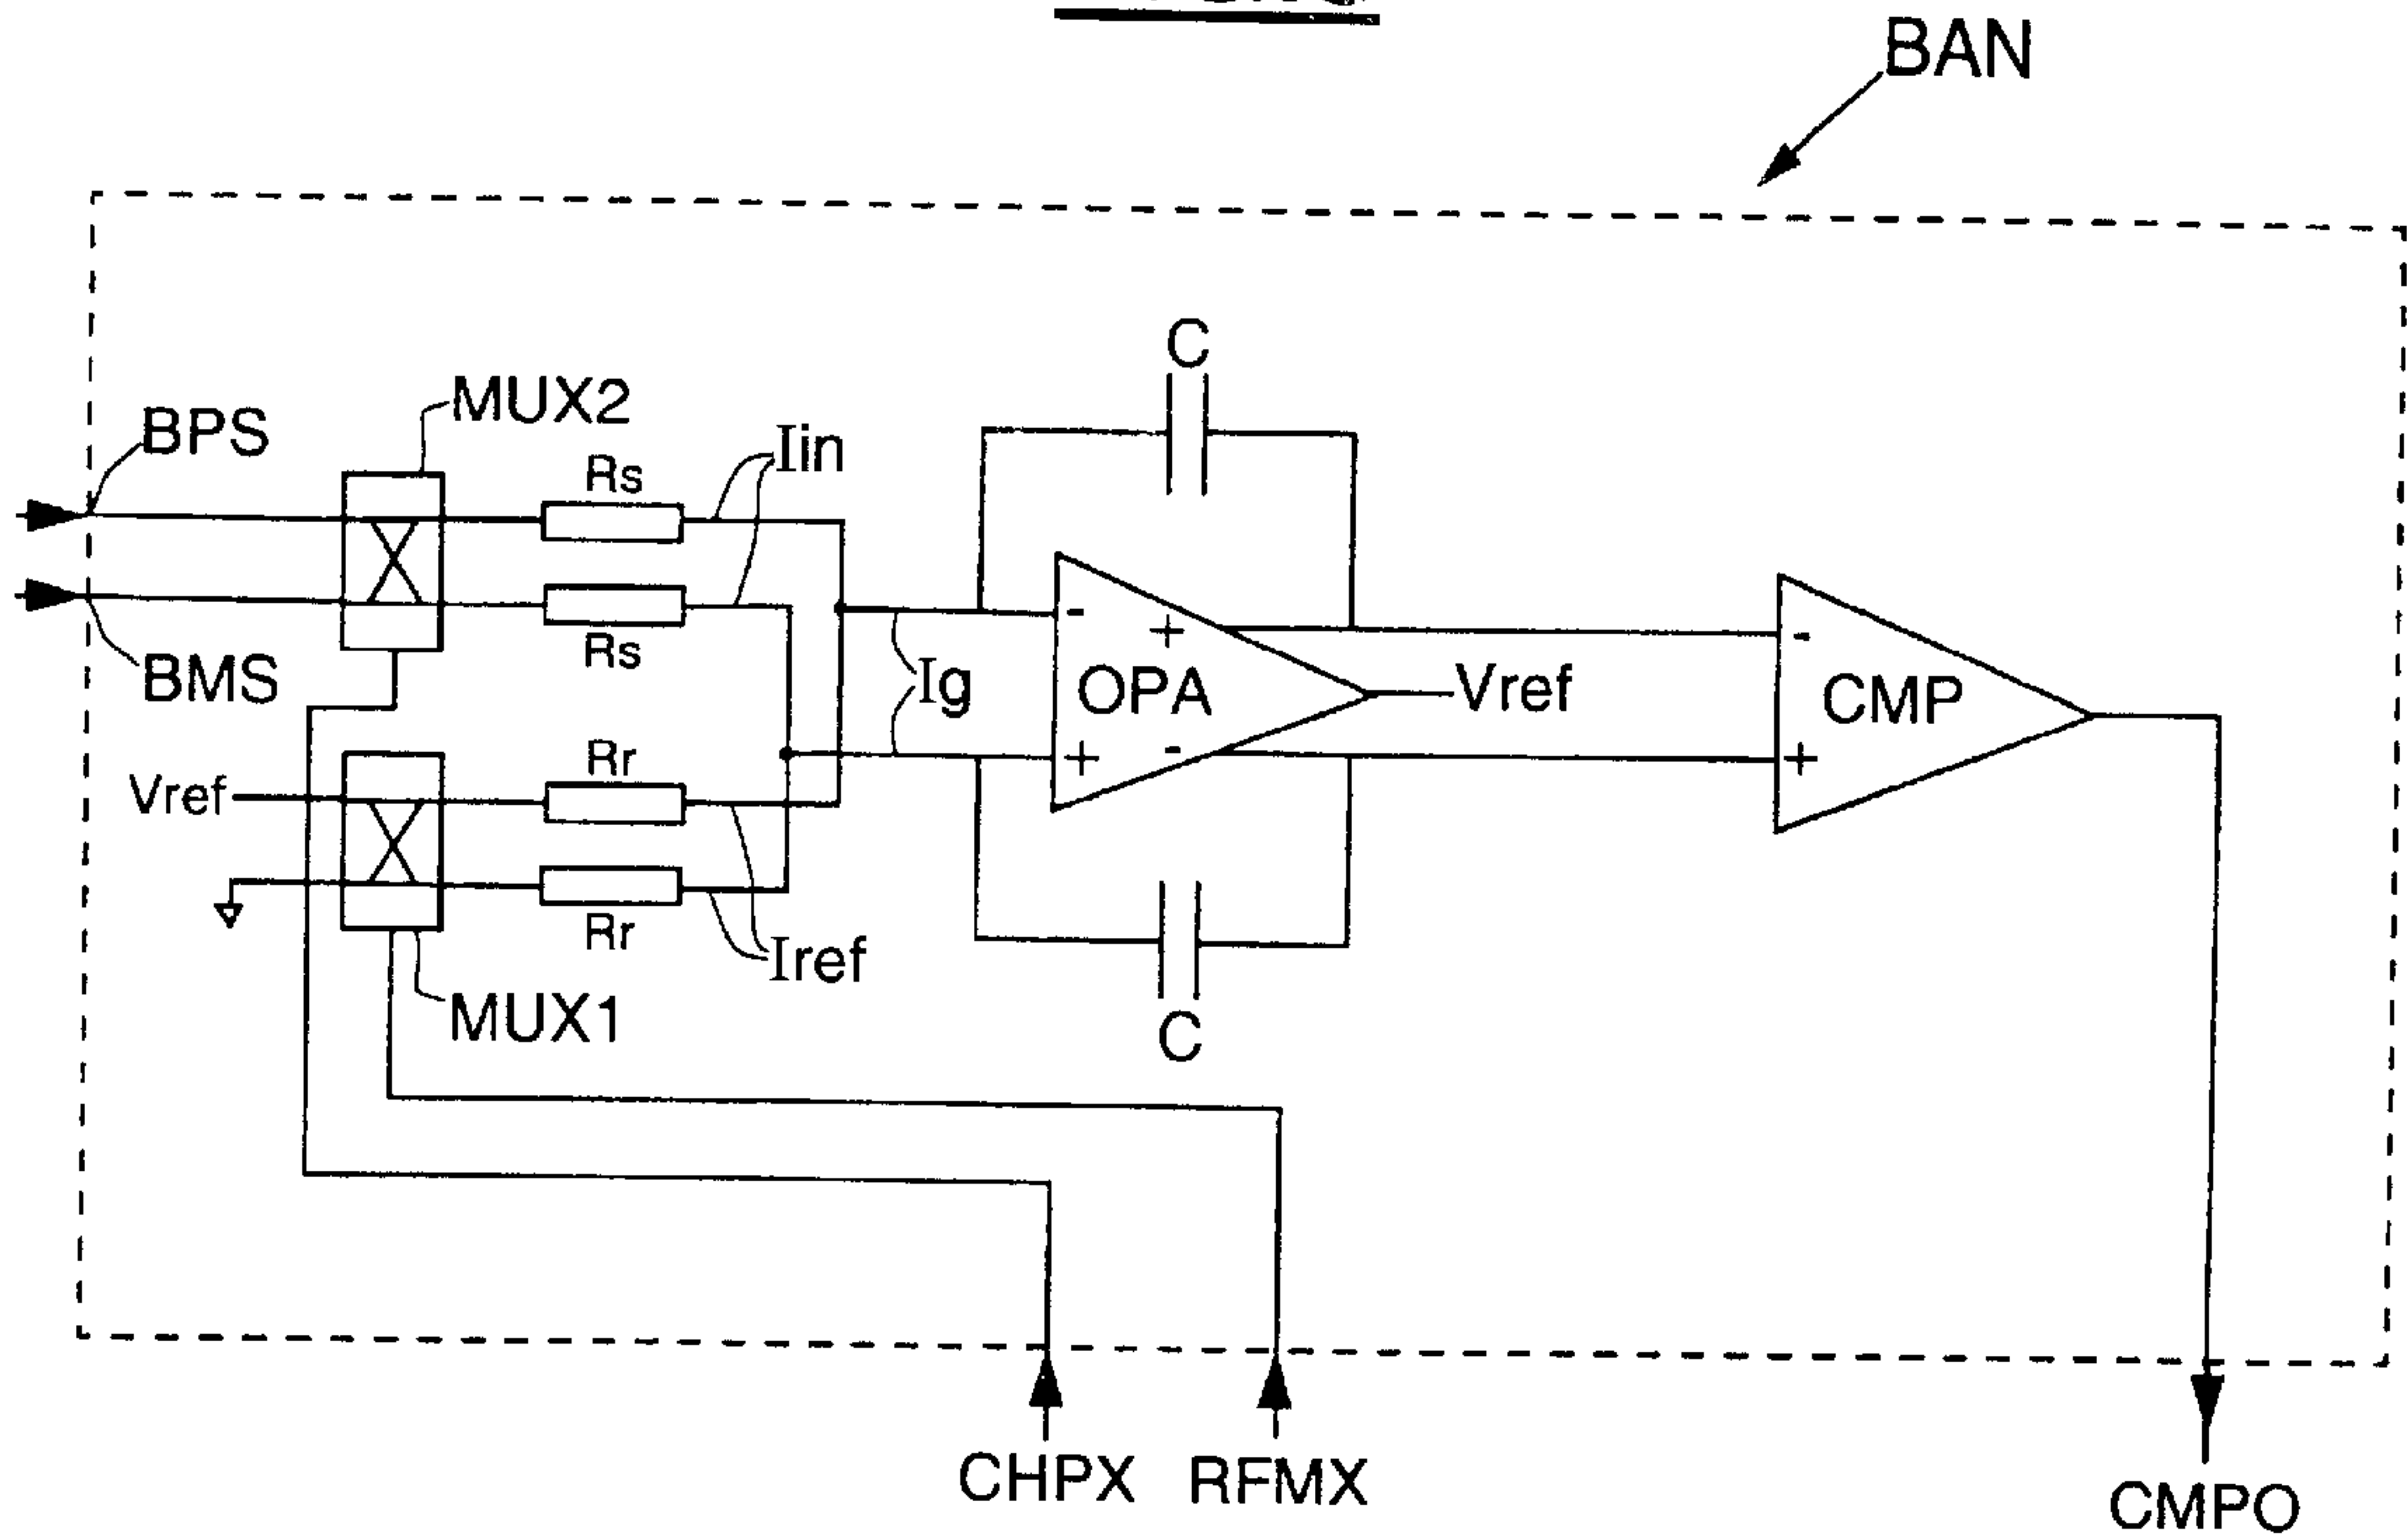 BAN
C
MUX2
BPS
Iin
Rs
Rs
BMS
- + -
Ig
OPA
Vref
CMP
+ - +
Rr
Vref
Rr
Iref
MUX1
C
CHPX
RFMX
CMPO